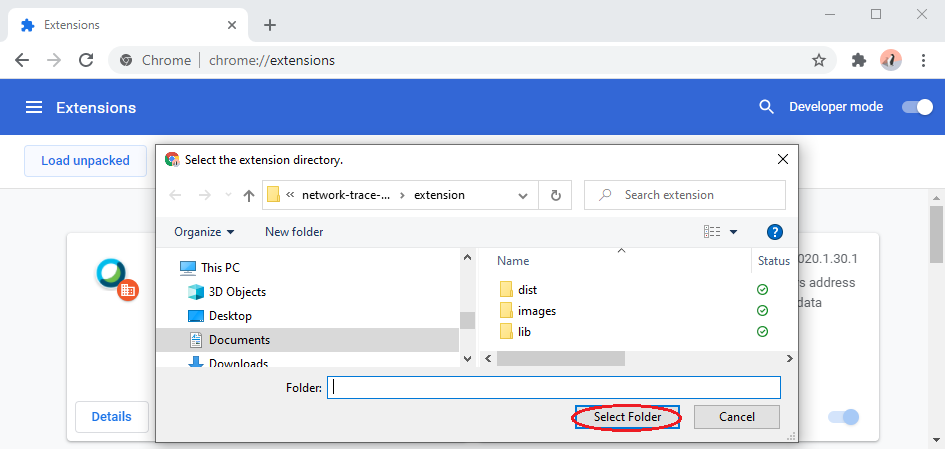 Extensions
Chrome | chrome://extensions
Extensions
Developer mode
Load unpacked
Select the extension directory.
« network-trace-... › extension
Search extension
Organize
New folder
This PC
3D Objects
Desktop
Documents
Downloads
Name
Status
dist
images
lib
020.1.30.1
s address
data
Folder:
Select Folder
Cancel
Details